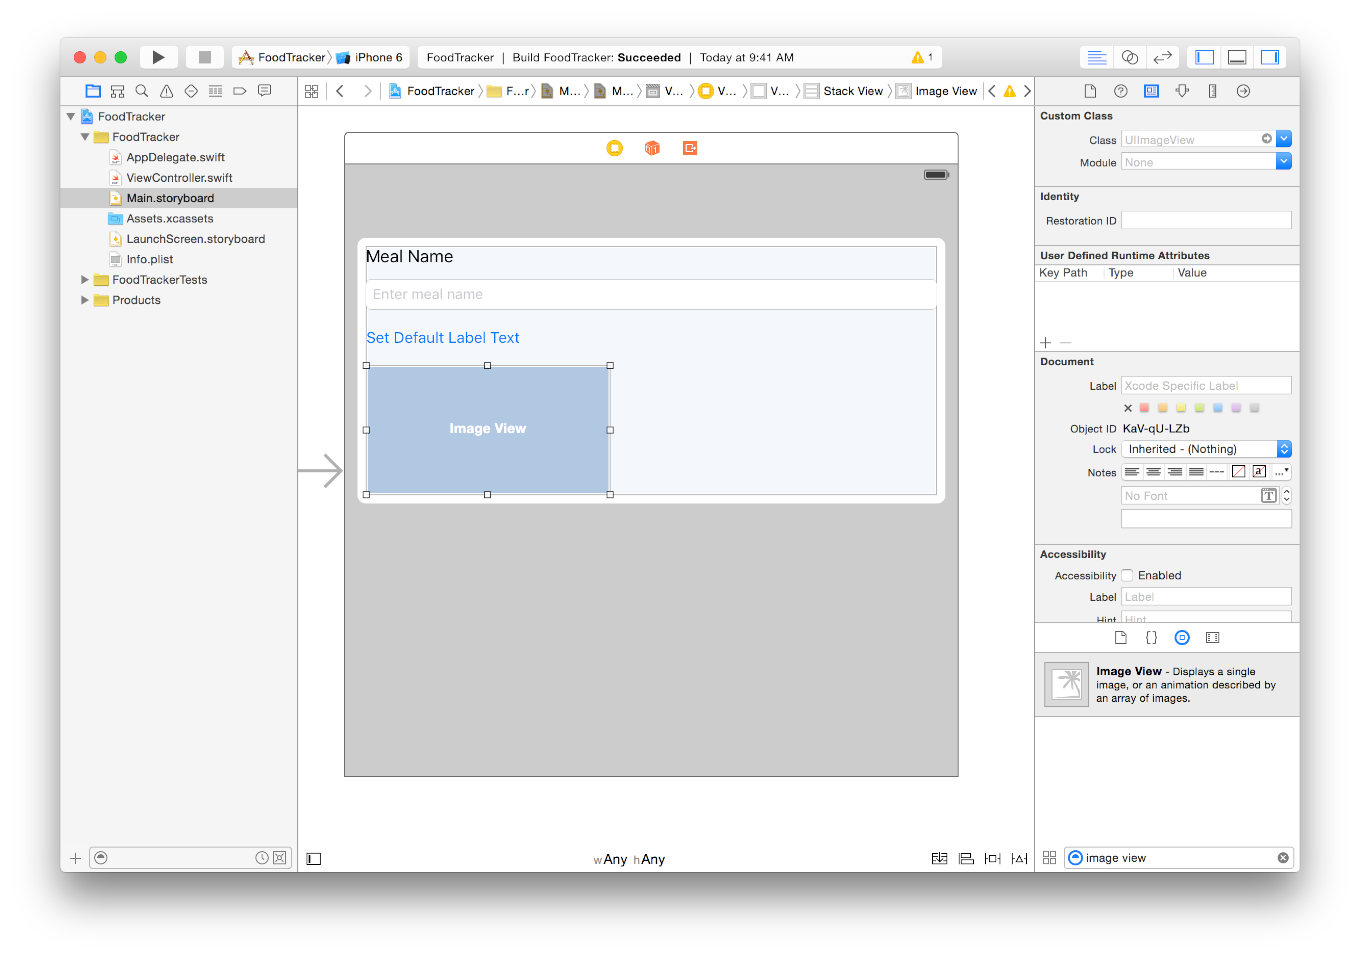 FoodTracker iPhone 6 FoodTracker | Build FoodTracker: Succeeded | Today at 9:41 AM 1
FoodTracker F...r M... M... V... V... V... Stack View Image View
FoodTracker
FoodTracker
AppDelegate.swift
ViewController.swift
Main.storyboard
Assets.xcassets
LaunchScreen.storyboard
Info.plist
FoodTrackerTests
Products
Meal Name
Enter meal name
Set Default Label Text
Image View
wAny hAny
Custom Class
Class UIImageView
Module None
Identity
Restoration ID
User Defined Runtime Attributes
Key Path Type Value
Document
Label Xcode Specific Label
Object ID KaV-qU-LZb
Lock Inherited - (Nothing)
Notes
No Font
Accessibility
Accessibility Enabled
Label Label
Hint Hint
Image View - Displays a single
image, or an animation described by
an array of images.
image view